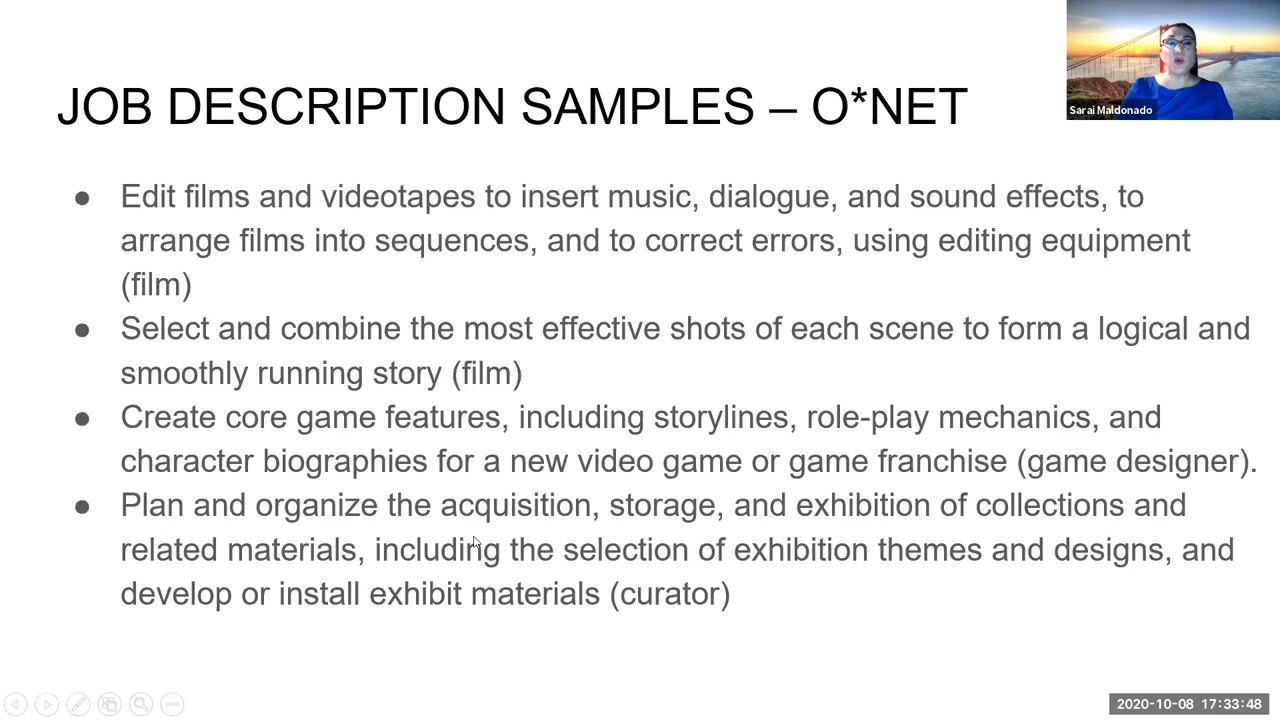 JOB DESCRIPTION SAMPLES – O*NET
Sarai Maldonado
● Edit films and videotapes to insert music, dialogue, and sound effects, to
arrange films into sequences, and to correct errors, using editing equipment
(film)
● Select and combine the most effective shots of each scene to form a logical and
smoothly running story (film)
● Create core game features, including storylines, role-play mechanics, and
character biographies for a new video game or game franchise (game designer).
● Plan and organize the acquisition, storage, and exhibition of collections and
related materials, including the selection of exhibition themes and designs, and
develop or install exhibit materials (curator)
2020-10-08 17:33:48